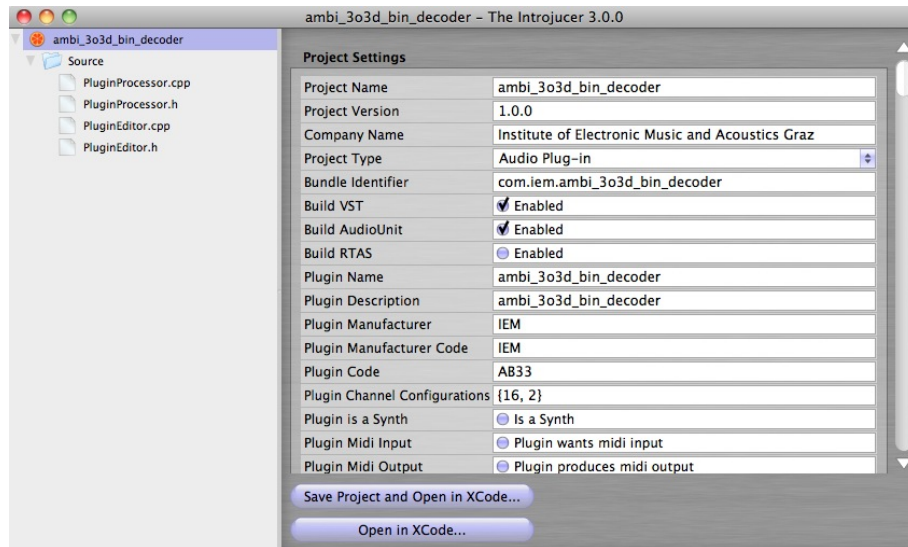 ambi_3o3d_bin_decoder - The Introjucer 3.0.0
ambi_3o3d_bin_decoder
Source
PluginProcessor.cpp
PluginProcessor.h
PluginEditor.cpp
PluginEditor.h
Project Settings
Project Name ambi_3o3d_bin_decoder
Project Version 1.0.0
Company Name Institute of Electronic Music and Acoustics Graz
Project Type Audio Plug-in
Bundle Identifier com.iem.ambi_3o3d_bin_decoder
Build VST Enabled
Build AudioUnit Enabled
Build RTAS Enabled
Plugin Name ambi_3o3d_bin_decoder
Plugin Description ambi_3o3d_bin_decoder
Plugin Manufacturer IEM
Plugin Manufacturer Code IEM
Plugin Code AB33
Plugin Channel Configurations {16, 2}
Plugin is a Synth Is a Synth
Plugin Midi Input Plugin wants midi input
Plugin Midi Output Plugin produces midi output
Save Project and Open in XCode...
Open in XCode...